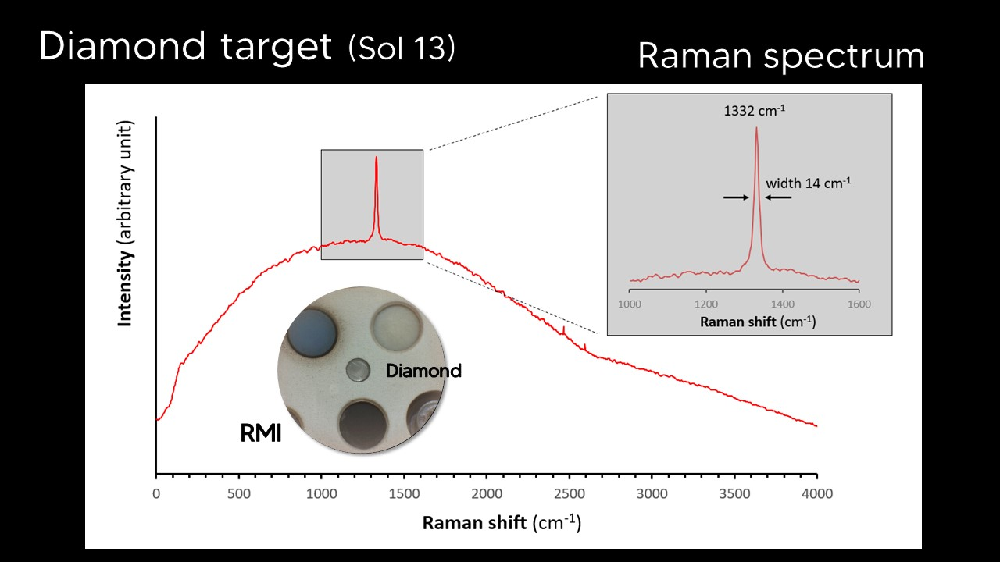 Diamond target (Sol 13)
Raman spectrum
Intensity (arbitrary unit)
1332 cm⁻¹
width 14 cm⁻¹
1000 1200 1400 1600
Raman shift (cm⁻¹)
Diamond
RMI
0 500 1000 1500 2000 2500 3000 3500 4000
Raman shift (cm⁻¹)